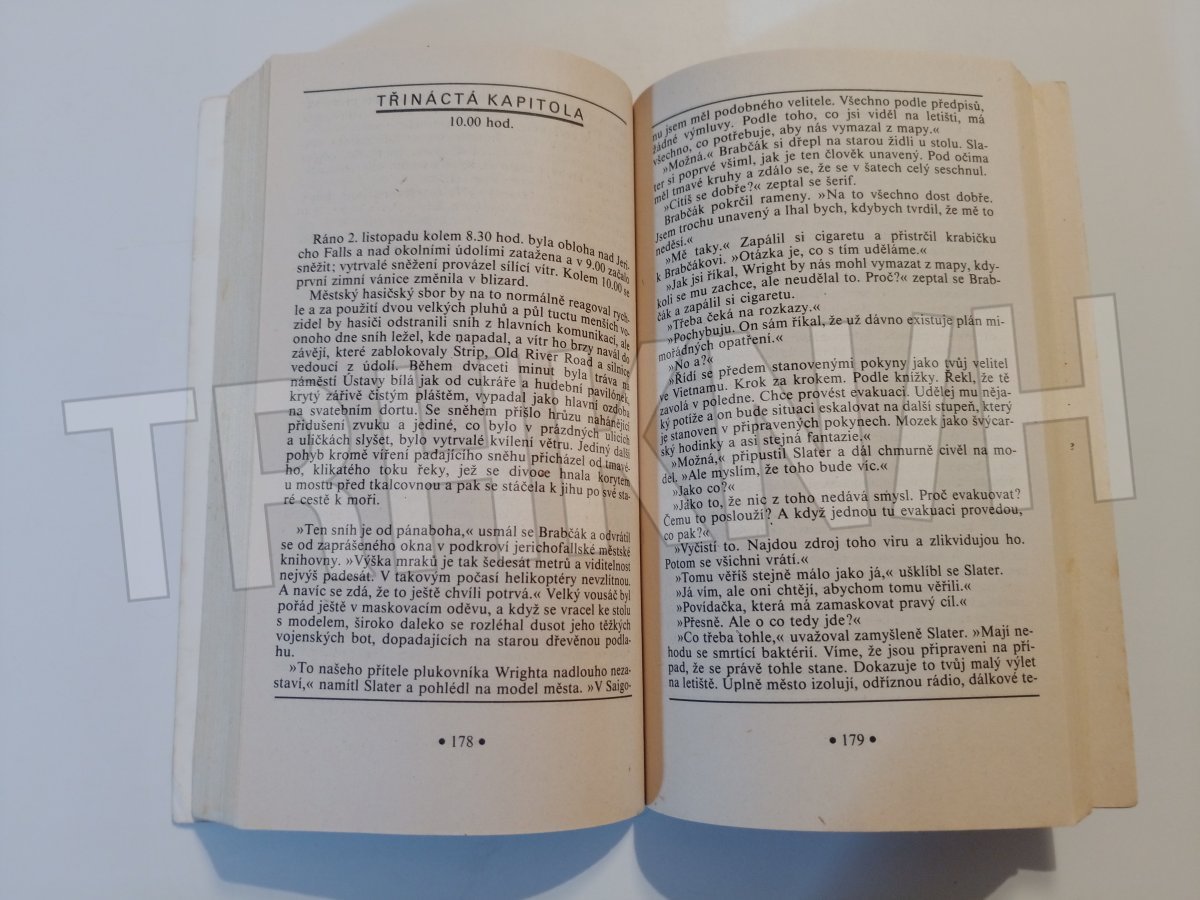 TŘINÁCTÁ KAPITOLA
10.00 hod.
Ráno 2. listopadu kolem 8.30 hod. byla obloha nad Jeri-
cho Falls a nad okolními údolími zatažena a v 9.00 začalo
sněžit; vytrvalé sněžení provázel sílící vítr. Kolem 10.00 se
první zimní vánice změnila v blizard.
Městský hasičský sbor by na to normálně reagoval rych-
le a za použití dvou velkých pluhů a půl tuctu menších vo-
zidel by hasiči odstranili sníh z hlavních komunikací, ale
onoho dne sníh ležel, kde napadal, a vítr ho brzy navál do
závějí, které zablokovaly Strip, Old River Road a silnice
vedoucí z údolí. Během dvaceti minut byla tráva na
náměstí Ústavy bílá jak od cukráře a hudební pavilónek,
krytý zářivě čistým pláštěm, vypadal jako hlavní ozdoba
na svatebním dortu. Se sněhem přišlo hrůzu nahánějící
přidušení zvuku a jediné, co bylo v prázdných ulicích
a uličkách slyšet, bylo vytrvalé kvílení větru. Jediný další
pohyb kromě víření padajícího sněhu přicházel od tmavé-
ho, klikatého toku řeky, jež se divoce hnala korytem
u mostu před tkalcovnou a pak se stáčela k jihu po své sta-
ré cestě k moři.
»Ten sníh je od pánaboha,« usmál se Brabčák a odvrátil
se od zaprášeného okna v podkroví jerichofallské městské
knihovny. »Výška mraků je tak šedesát metrů a viditelnost
nejvýš padesát. V takovým počasí helikoptéry nevzlítnou.
A navíc se zdá, že to ještě chvíli potrvá.« Velký vousáč byl
pořád ještě v maskovacím oděvu, a když se vracel ke stolu
s modelem, široko daleko se rozléhal dusot jeho těžkých
vojenských bot, dopadajících na starou dřevěnou podla-
hu.
»To našeho přítele plukovníka Wrighta nadlouho neza-
staví,« namítl Slater a pohlédl na model města. »V Saigo-
• 178 •
nu jsem měl podobného velitele. Všechno podle předpisů,
žádné výmluvy. Podle toho, co jsi viděl na letišti, má
všechno, co potřebuje, aby nás vymazal z mapy.«
»Možná.« Brabčák si dřepl na starou židli u stolu. Sla-
ter si poprvé všiml, jak je ten člověk unavený. Pod očima
měl tmavé kruhy a zdálo se, že se v šatech celý seschnul.
»Cítíš se dobře?« zeptal se šerif.
Brabčák pokrčil rameny. »Na to všechno dost dobře.
Jsem trochu unavený a lhal bych, kdybych tvrdil, že mě to
neděsí.«
»Mě taky.« Zapálil si cigaretu a přistrčil krabičku
k Brabčákovi. »Otázka je, co s tím uděláme.«
»Jak jsi říkal, Wright by nás mohl vymazat z mapy, kdy-
koli se mu zachce, ale neudělal to. Proč?« zeptal se Brab-
čák a zapálil si cigaretu.
»Třeba čeká na rozkazy.«
»Pochybuju. On sám říkal, že už dávno existuje plán mi-
mořádných opatření.«
»No a?«
»Řídí se předem stanovenými pokyny jako tvůj velitel
ve Vietnamu. Krok za krokem. Podle knížky. Řekl, že tě
zavolá v poledne. Chce provést evakuaci. Udělej mu něja-
ký potíže a on bude situaci eskalovat na další stupeň, který
je stanoven v připravených pokynech. Mozek jako švýcar-
ský hodinky a asi stejná fantazie.«
»Možná,« připustil Slater a dál chmurně civěl na mo-
del. »Ale myslím, že toho bude víc.«
»Jako co?«
»Jako to, že nic z toho nedává smysl. Proč evakuovat?
Čemu to poslouží? A když jednou tu evakuaci provedou,
co pak?«
»Vyčistí to. Najdou zdroj toho viru a zlikvidujou ho.
Potom se všichni vrátí.«
»Tomu věříš stejně málo jako já,« ušklíbl se Slater.
»Já vím, ale oni chtějí, abychom tomu věřili.«
»Povídačka, která má zamaskovat pravý cíl.«
»Přesně. Ale o co tedy jde?«
»Co třeba tohle,« uvažoval zamyšleně Slater. »Mají ne-
hodu se smrtící baktérií. Víme, že jsou připraveni na pří-
pad, že se právě tohle stane. Dokazuje to tvůj malý výlet
na letiště. Úplně město izolují, odříznou rádio, dálkové te-
• 179 •
TRHKNIH